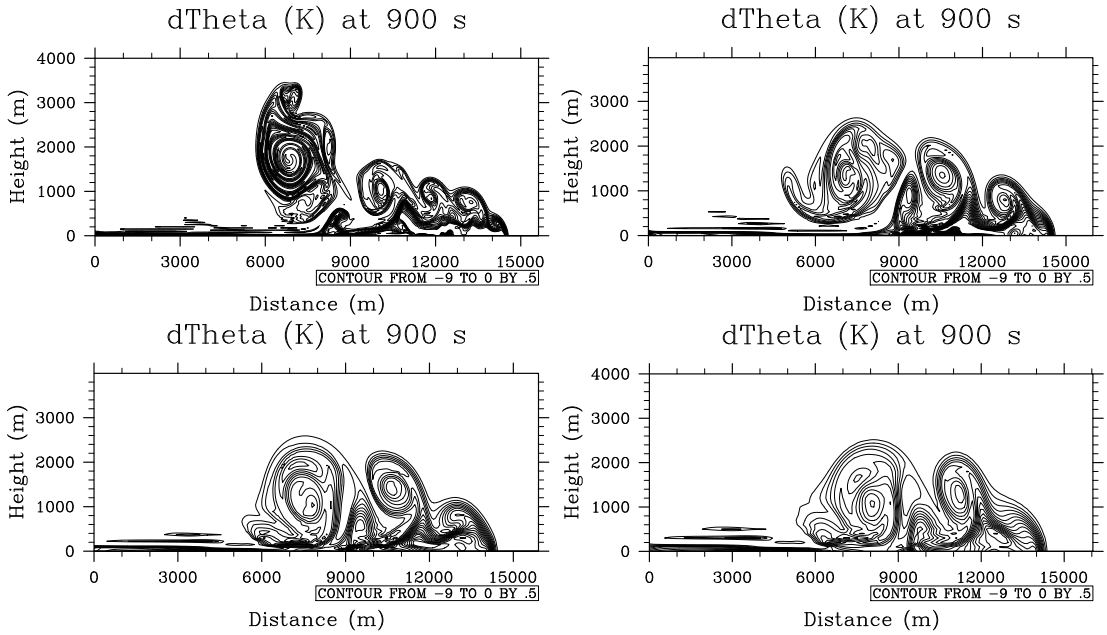 dTheta (K) at 900 s
4000
3000
2000
1000
0
Height (m)
0 3000 6000 9000 12000 15000
CONTOUR FROM −9 TO 0 BY .5
Distance (m)
dTheta (K) at 900 s
3000
2000
1000
0
Height (m)
0 3000 6000 9000 12000 15000
CONTOUR FROM −9 TO 0 BY .5
Distance (m)
dTheta (K) at 900 s
3000
2000
1000
0
Height (m)
0 3000 6000 9000 12000 15000
CONTOUR FROM −9 TO 0 BY .5
Distance (m)
dTheta (K) at 900 s
4000
3000
2000
1000
0
Height (m)
0 3000 6000 9000 12000 15000
CONTOUR FROM −9 TO 0 BY .5
Distance (m)